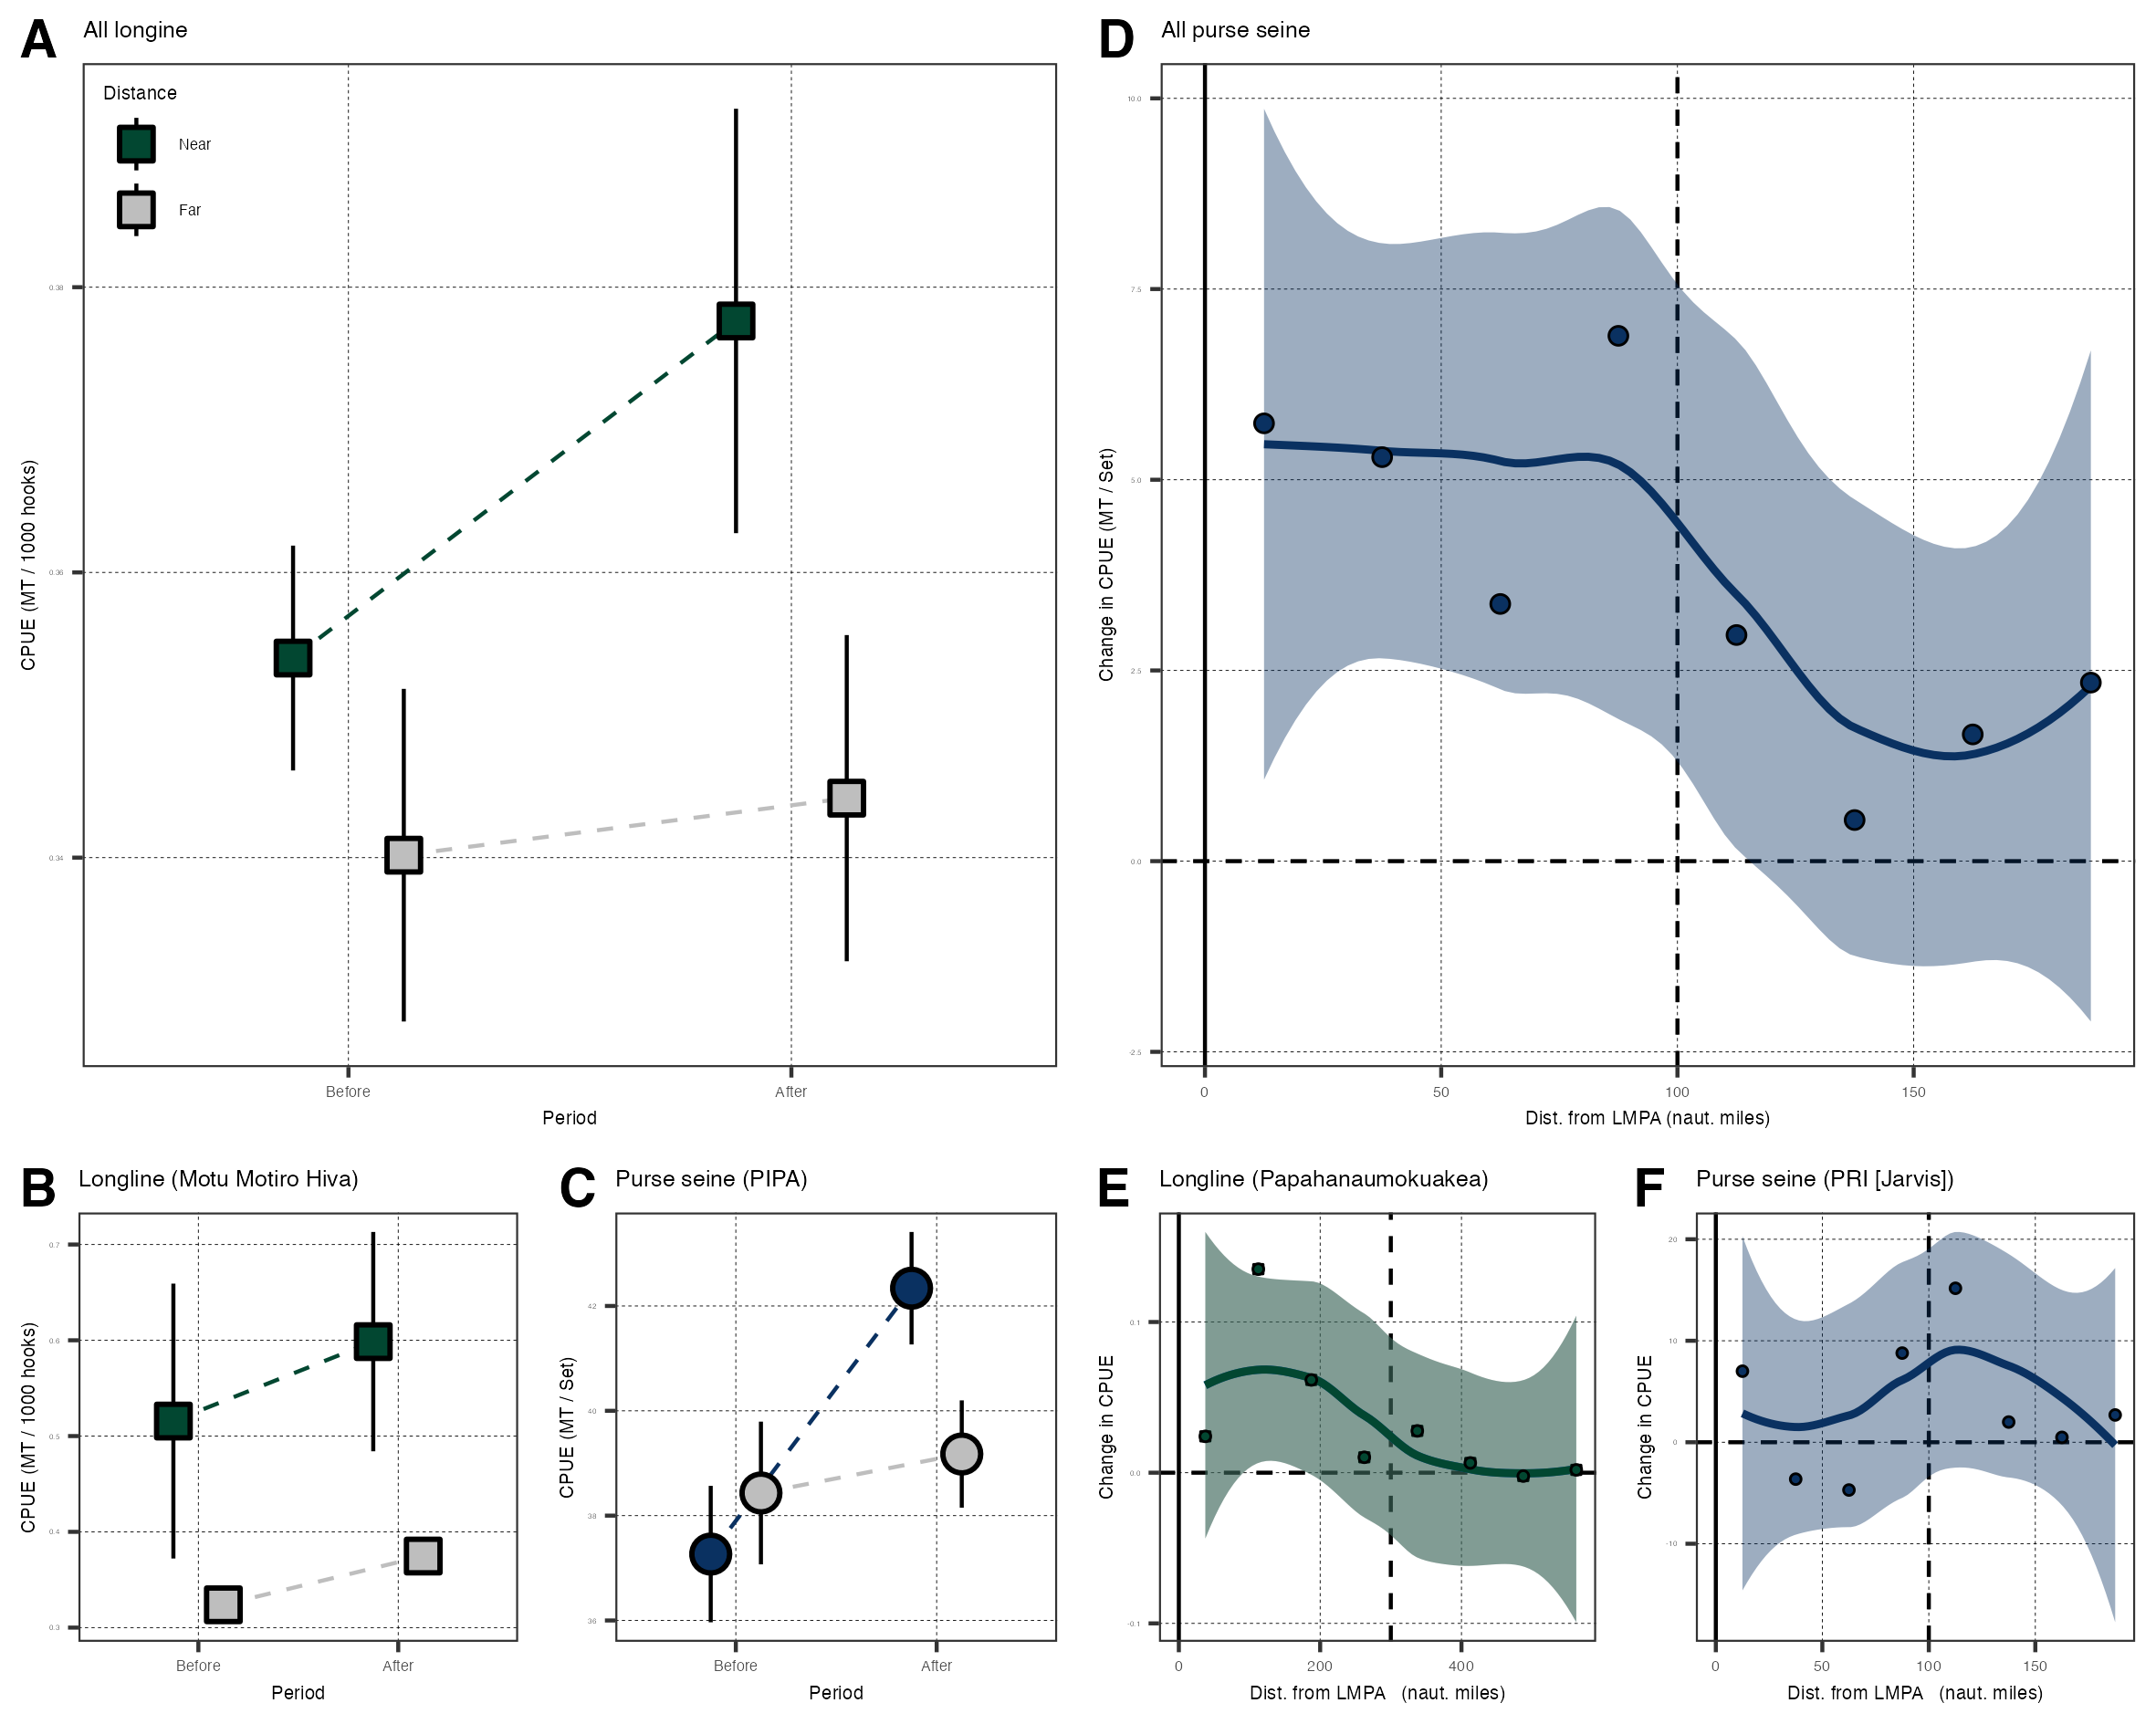 A All longine
Distance
Near
Far
0.38
0.36
0.34
CPUE (MT / 1000 hooks)
Before After
Period
D All purse seine
10.0
7.5
5.0
2.5
0.0
-2.5
Change in CPUE (MT / Set)
0 50 100 150
Dist. from LMPA (naut. miles)
B Longline (Motu Motiro Hiva)
0.7
0.6
0.5
0.4
0.3
CPUE (MT / 1000 hooks)
Before After
Period
C Purse seine (PIPA)
42
40
38
36
CPUE (MT / Set)
Before After
Period
E Longline (Papahanaumokuakea)
0.1
0.0
-0.1
Change in CPUE
0 200 400
Dist. from LMPA (naut. miles)
F Purse seine (PRI [Jarvis])
20
10
0
-10
Change in CPUE
0 50 100 150
Dist. from LMPA (naut. miles)